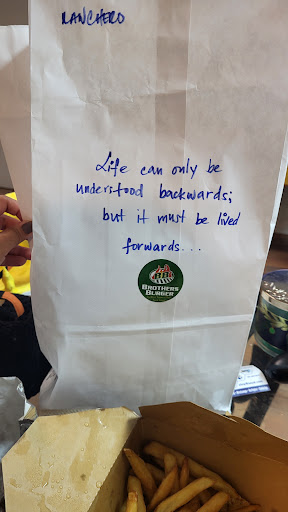 RANCHERO
Life can only be
understood backwards;
but it must be lived
forwards...
BROTHERS
BURGER